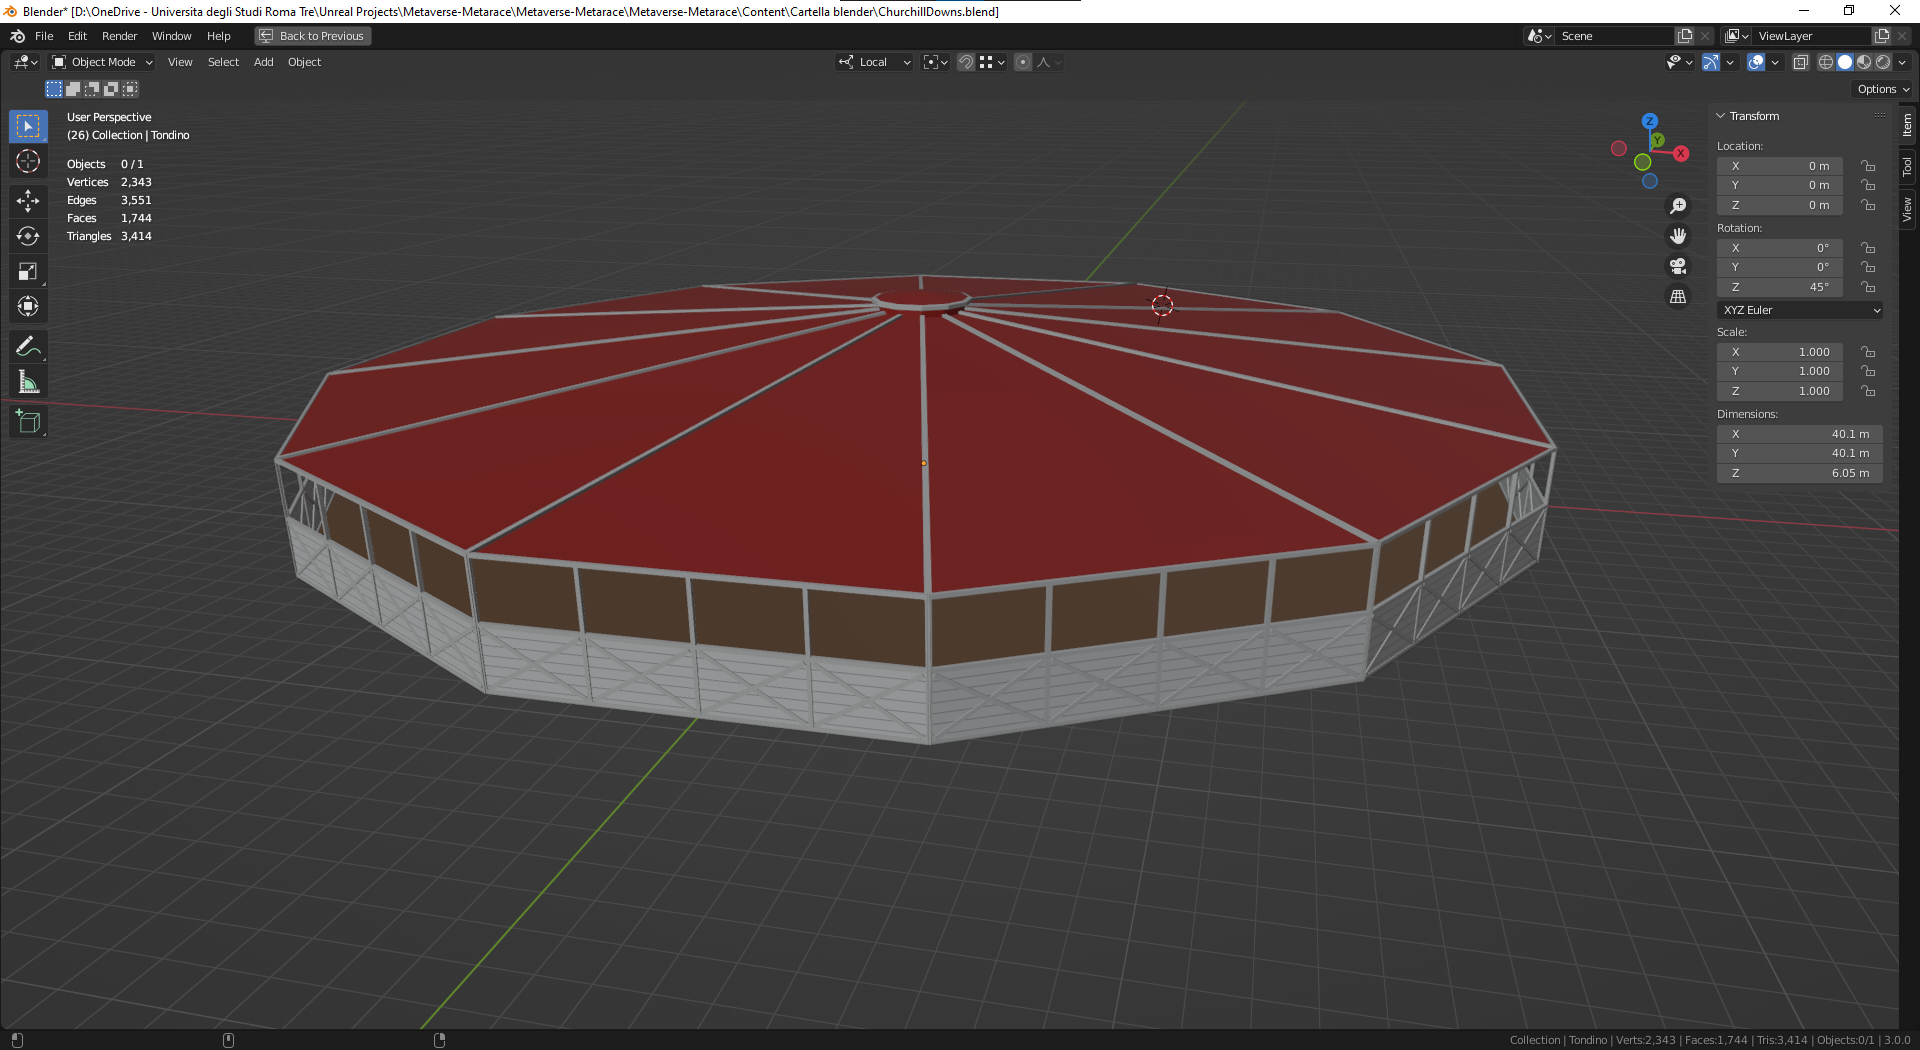 Blender* [D:\OneDrive - Universita degli Studi Roma Tre\Unreal Projects\Metaverse-Metarace\Metaverse-Metarace\Metaverse-Metarace\Content\Cartella blender\ChurchillDowns.blend]
File Edit Render Window Help Back to Previous Scene ViewLayer
Object Mode View Select Add Object Local
Options
User Perspective
(26) Collection | Tondino
Objects 0 / 1
Vertices 2,343
Edges 3,551
Faces 1,744
Triangles 3,414
Z
Y
X
Transform
Location:
X 0 m
Y 0 m
Z 0 m
Rotation:
X 0°
Y 0°
Z 45°
XYZ Euler
Scale:
X 1.000
Y 1.000
Z 1.000
Dimensions:
X 40.1 m
Y 40.1 m
Z 6.05 m
Item
Tool
View
Collection | Tondino | Verts:2,343 | Faces:1,744 | Tris:3,414 | Objects:0/1 | 3.0.0